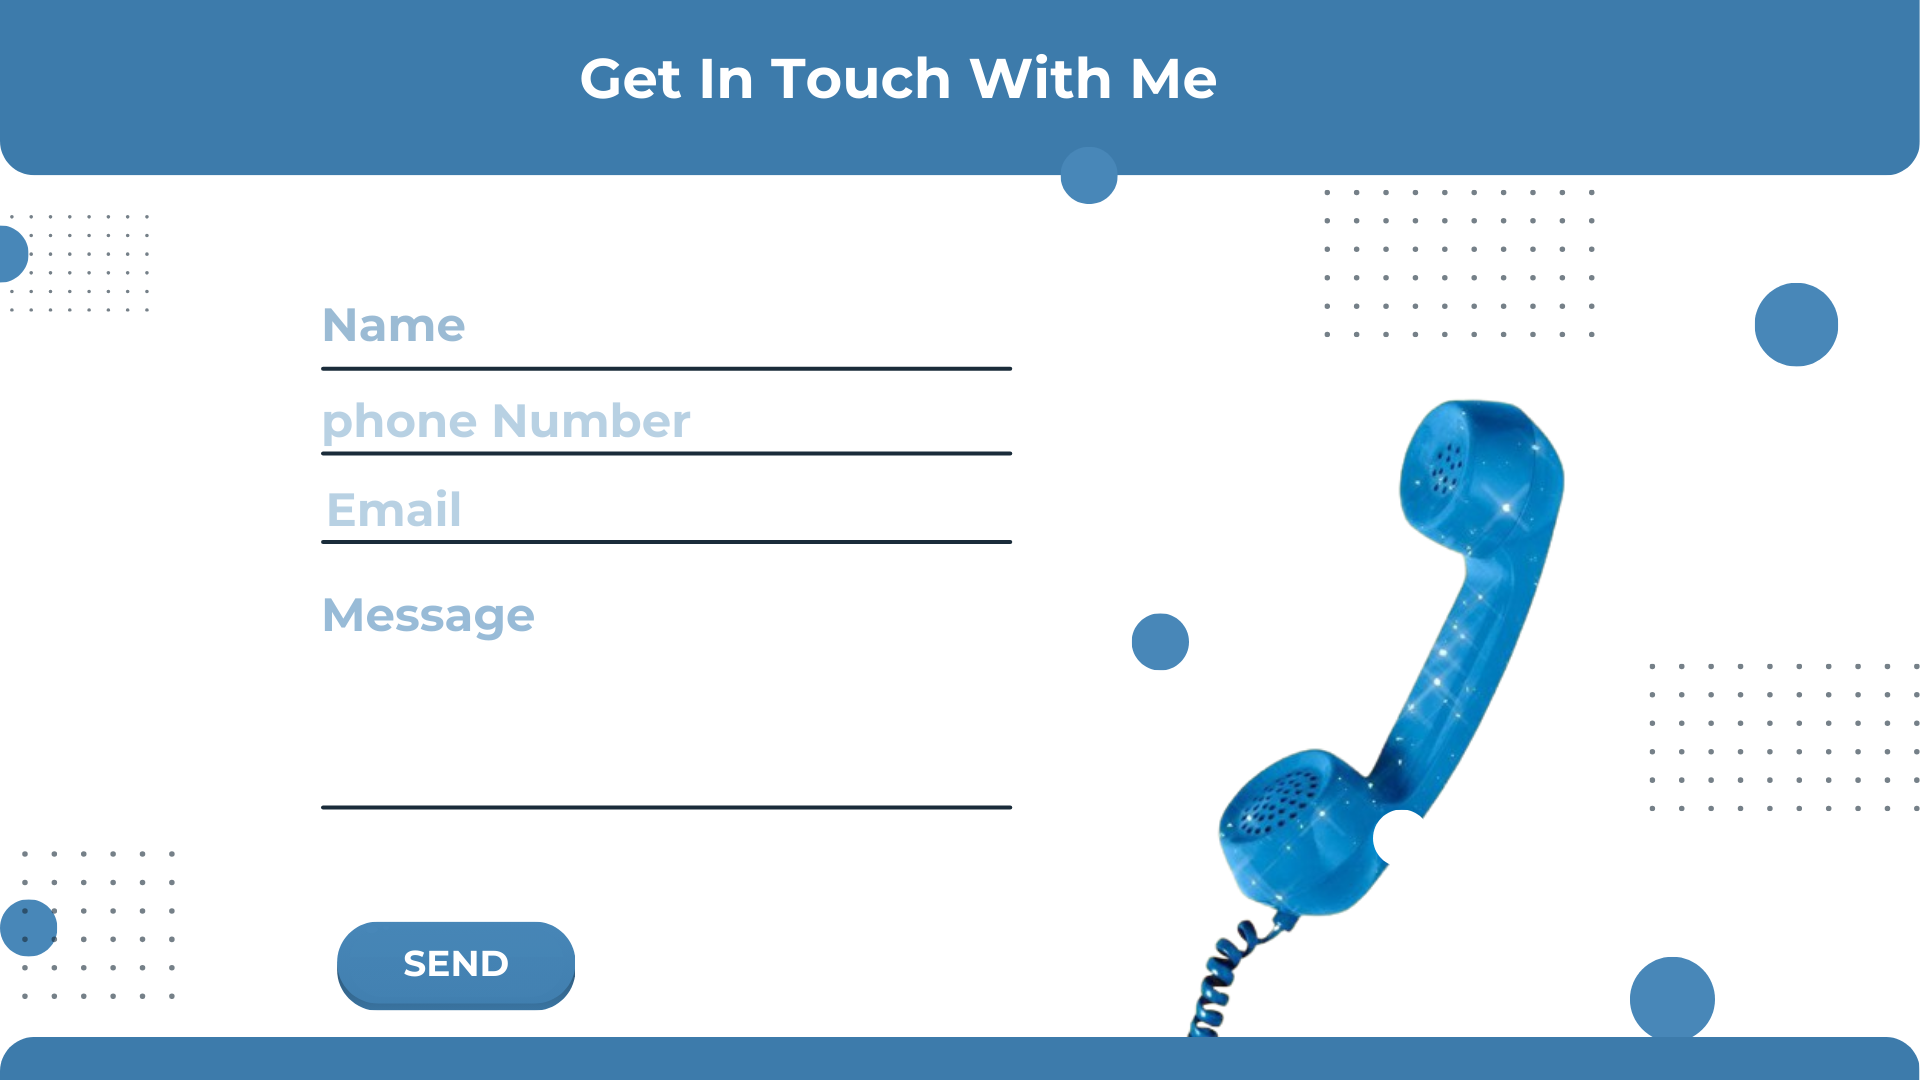 Get In Touch With Me
Name
phone Number
Email
Message
SEND